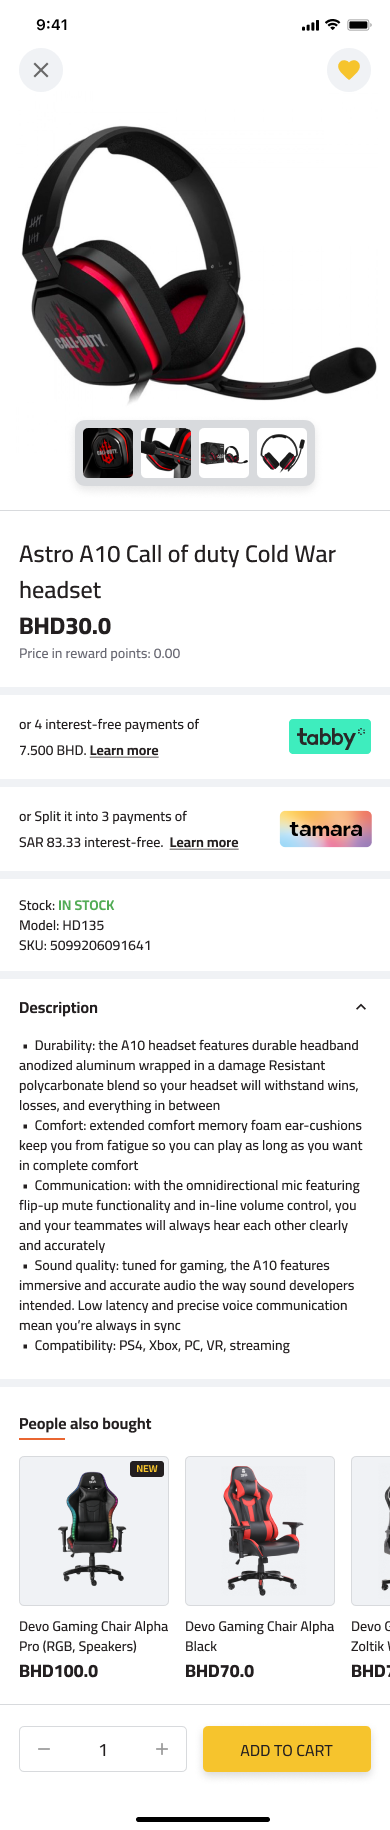 9:41
CALL OF DUTY
Astro A10 Call of duty Cold War
headset
BHD30.0
Price in reward points: 0.00
or 4 interest-free payments of
7.500 BHD. Learn more
tabby
or Split it into 3 payments of
SAR 83.33 interest-free. Learn more
tamara
Stock: IN STOCK
Model: HD135
SKU: 5099206091641
Description
• Durability: the A10 headset features durable headband
anodized aluminum wrapped in a damage Resistant
polycarbonate blend so your headset will withstand wins,
losses, and everything in between
• Comfort: extended comfort memory foam ear-cushions
keep you from fatigue so you can play as long as you want
in complete comfort
• Communication: with the omnidirectional mic featuring
flip-up mute functionality and in-line volume control, you
and your teammates will always hear each other clearly
and accurately
• Sound quality: tuned for gaming, the A10 features
immersive and accurate audio the way sound developers
intended. Low latency and precise voice communication
mean you’re always in sync
• Compatibility: PS4, Xbox, PC, VR, streaming
People also bought
NEW
Devo Gaming Chair Alpha
Pro (RGB, Speakers)
BHD100.0
Devo Gaming Chair Alpha
Black
BHD70.0
Devo
Zoltik
BHD7
1
ADD TO CART